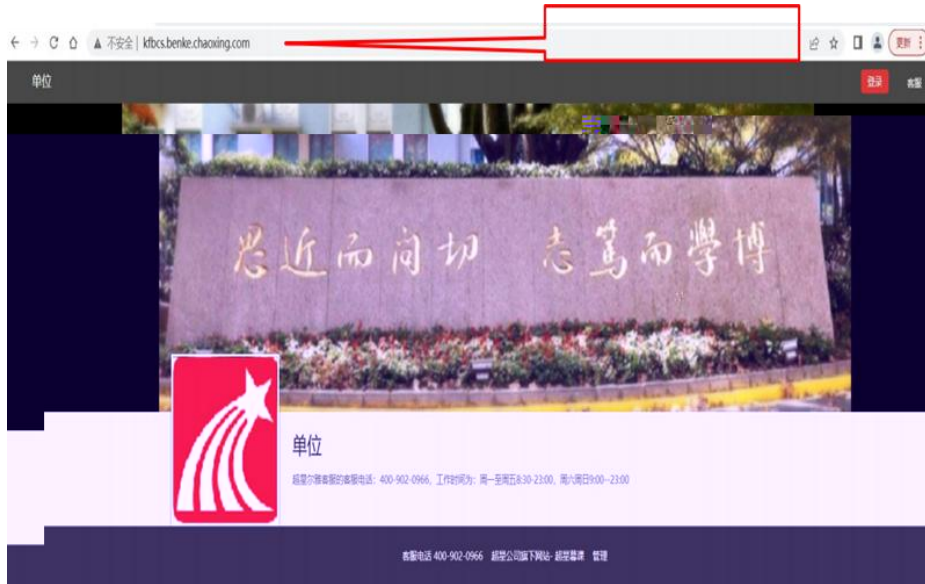 不安全 | kfbcs.benke.chaoxing.com
更新
单位
登录
客服
思近而问切 志篤而學博
单位
超星尔雅客服的客服电话：400-902-0966，工作时间为：周一至周五8:30-23:00，周六周日9:00--23:00
客服电话 400-902-0966 超星公司旗下网站- 超星慕课 管理